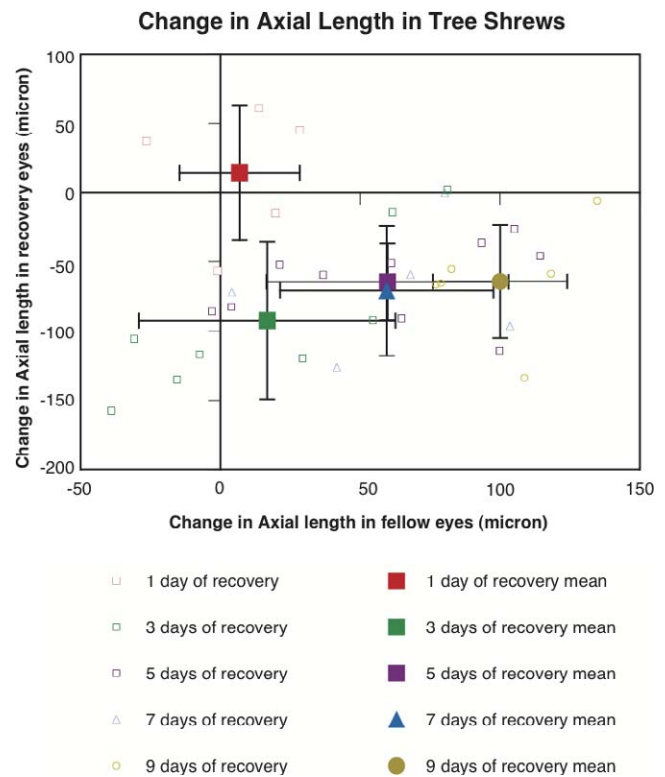 Change in Axial Length in Tree Shrews
Change in Axial length in recovery eyes (micron)
100
50
0
-50
-100
-150
-200
-50
0
50
100
150
Change in Axial length in fellow eyes (micron)
1 day of recovery
1 day of recovery mean
3 days of recovery
3 days of recovery mean
5 days of recovery
5 days of recovery mean
7 days of recovery
7 days of recovery mean
9 days of recovery
9 days of recovery mean